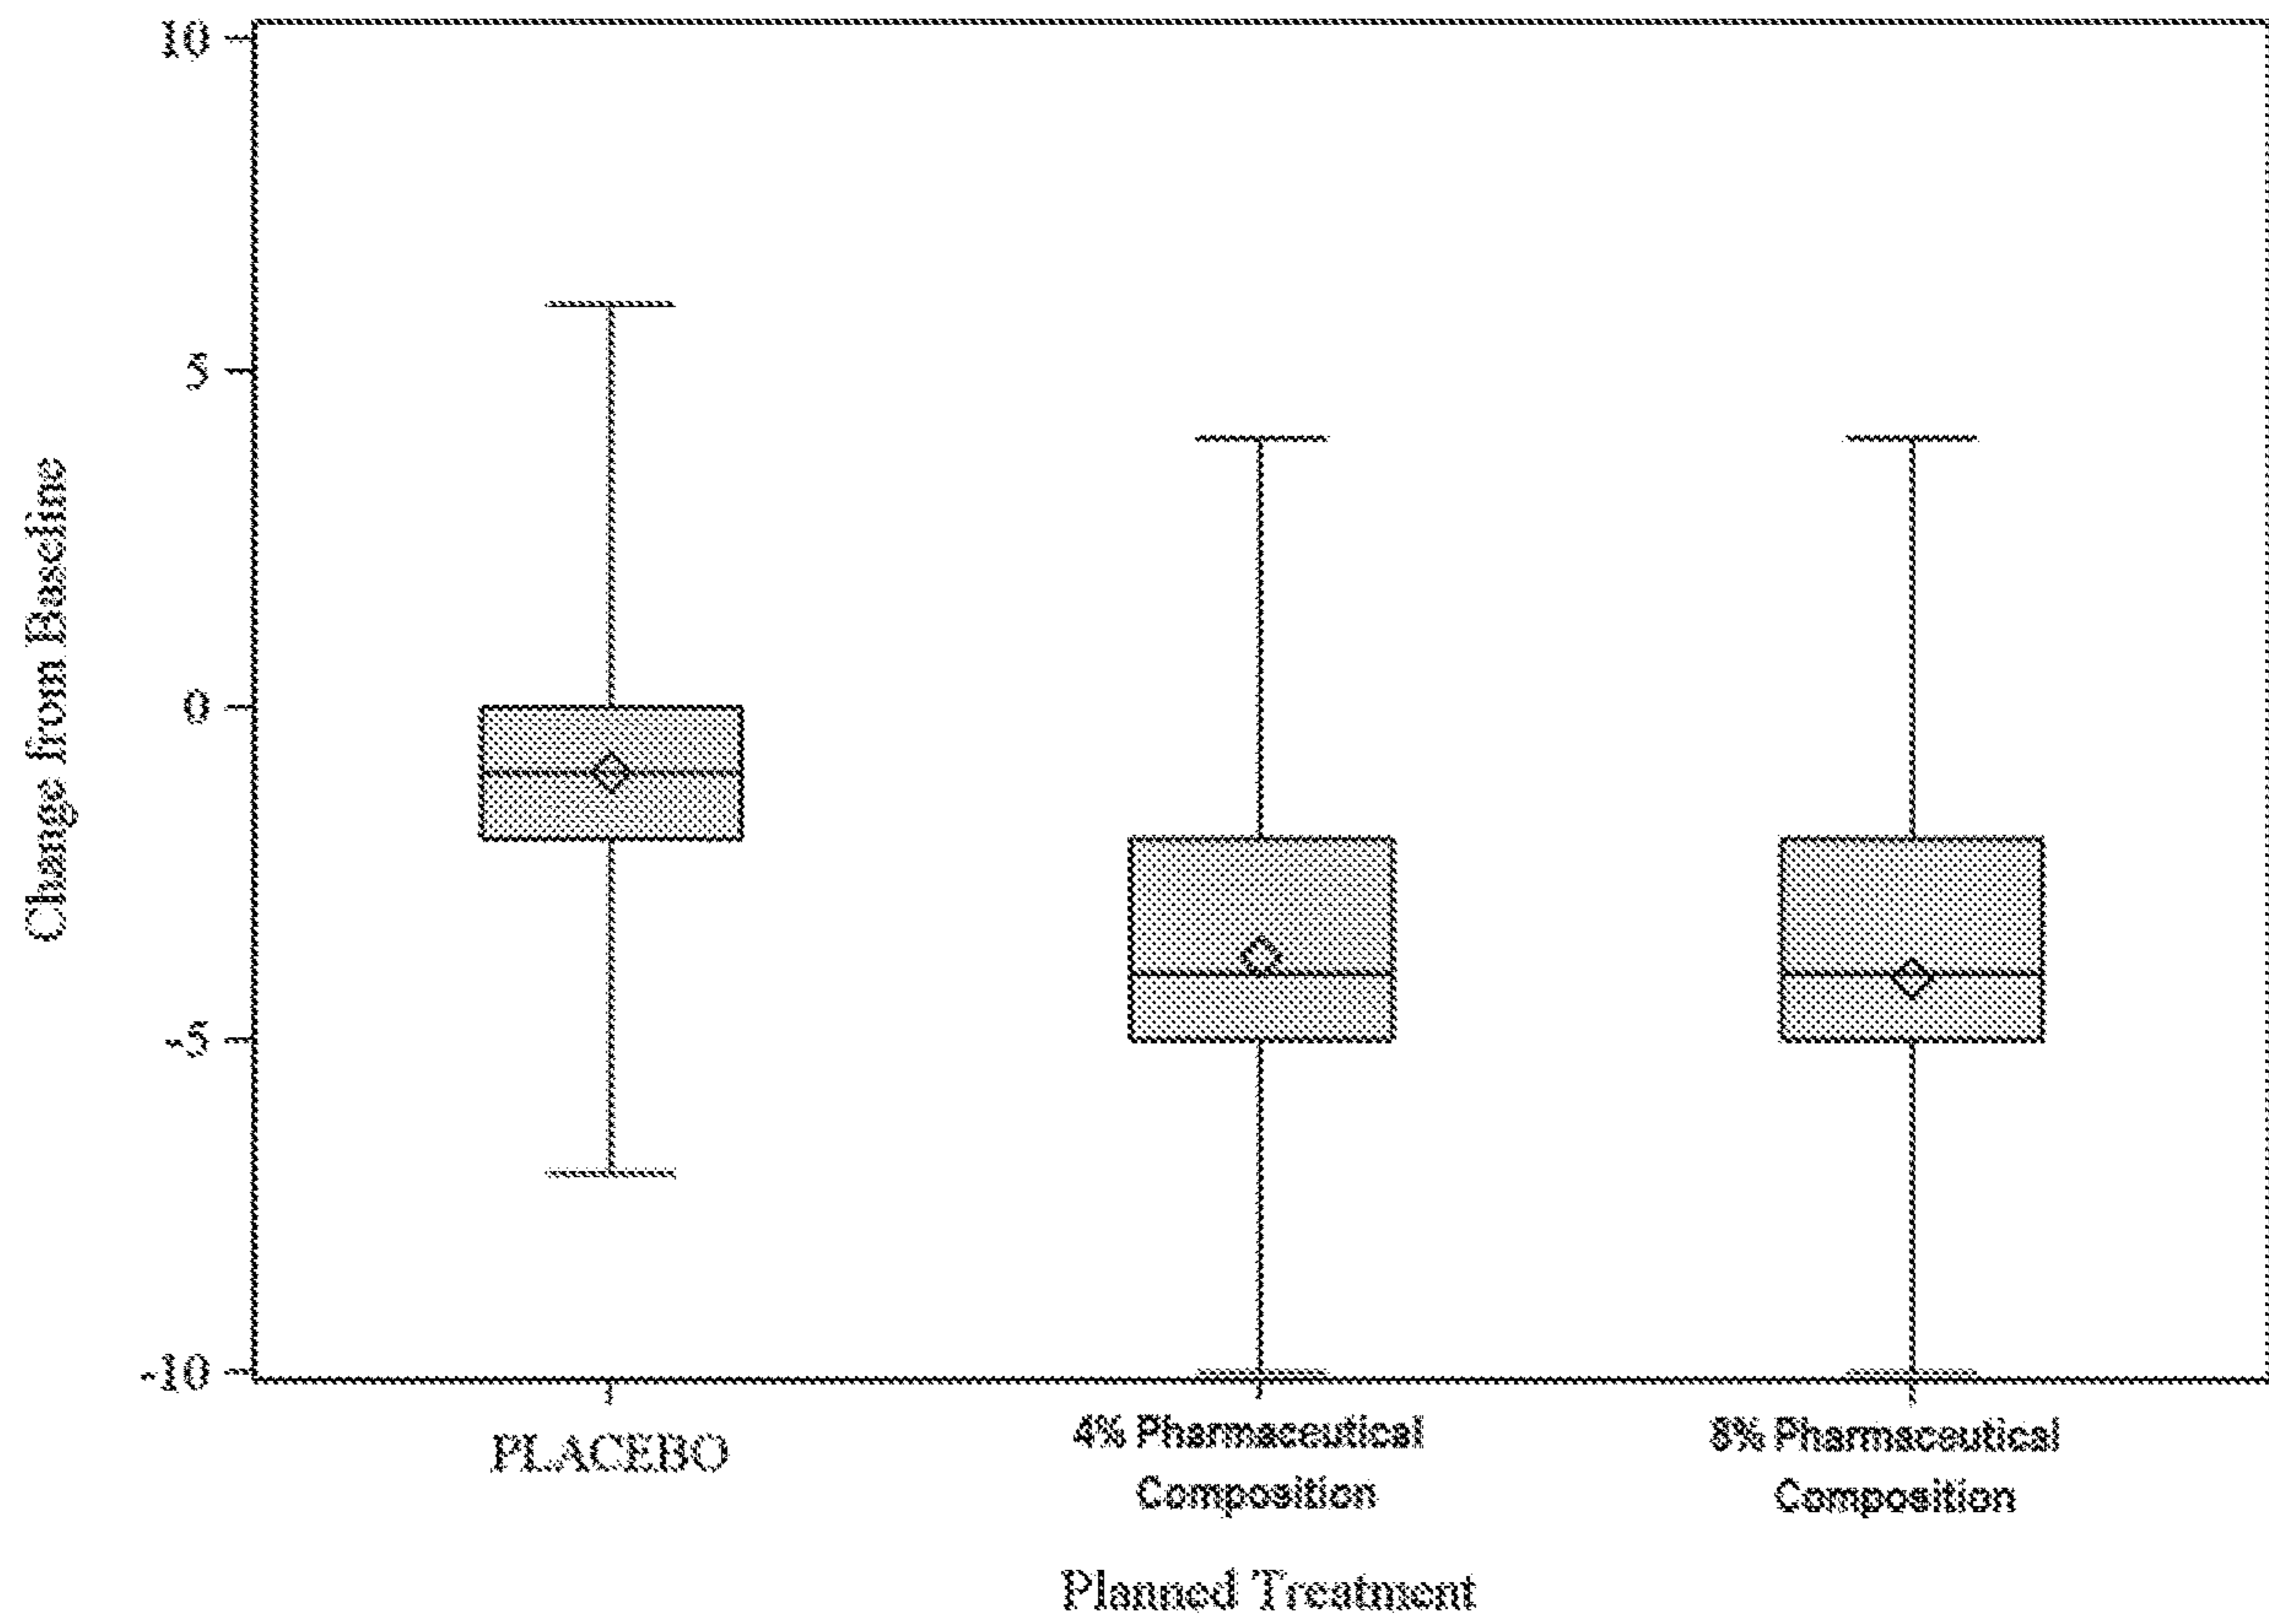 10
5
0
-5
-10
Change from Baseline
PLACEBO
4% Pharmaceutical
Composition
8% Pharmaceutical
Composition
Planned Treatment